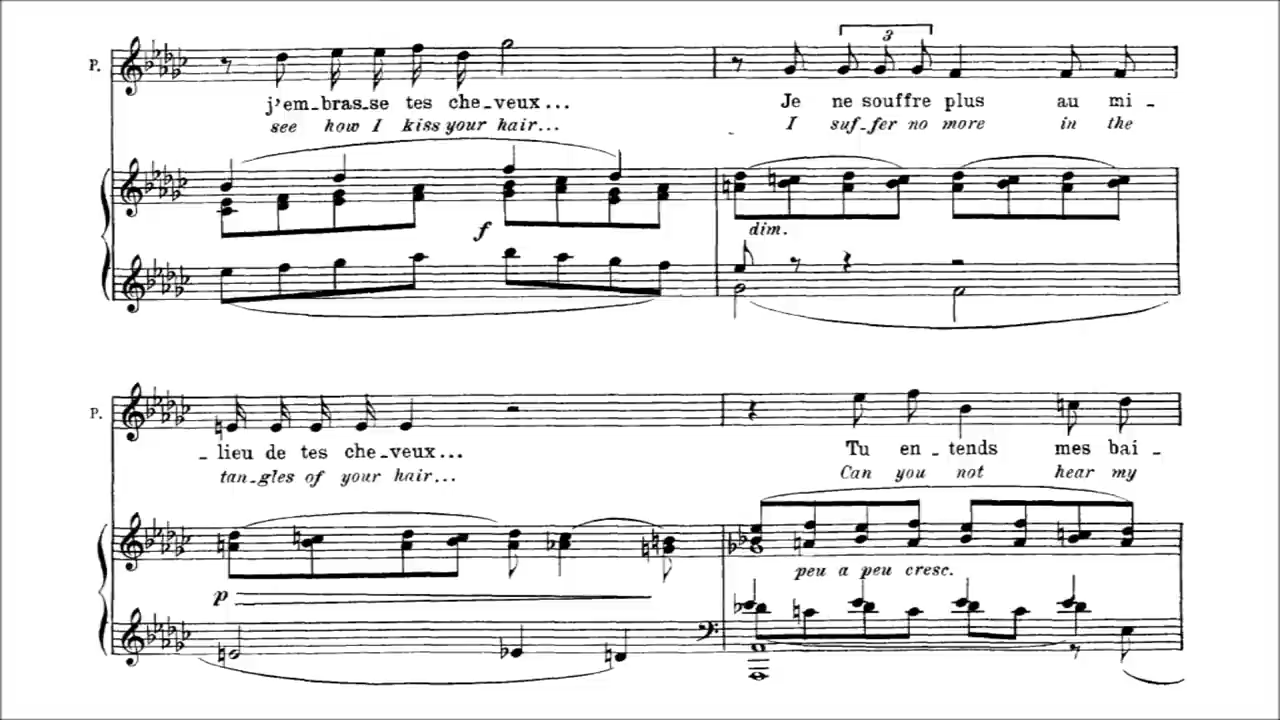 P.
3
j'em_bras_se tes che_veux... Je ne souffre plus au mi_
see how I kiss your hair... I suf_fer no more in the
f dim.
P.
_ lieu de tes che_veux... Tu en_tends mes bai_
tan_gles of your hair... Can you not hear my
peu a peu cresc.
p